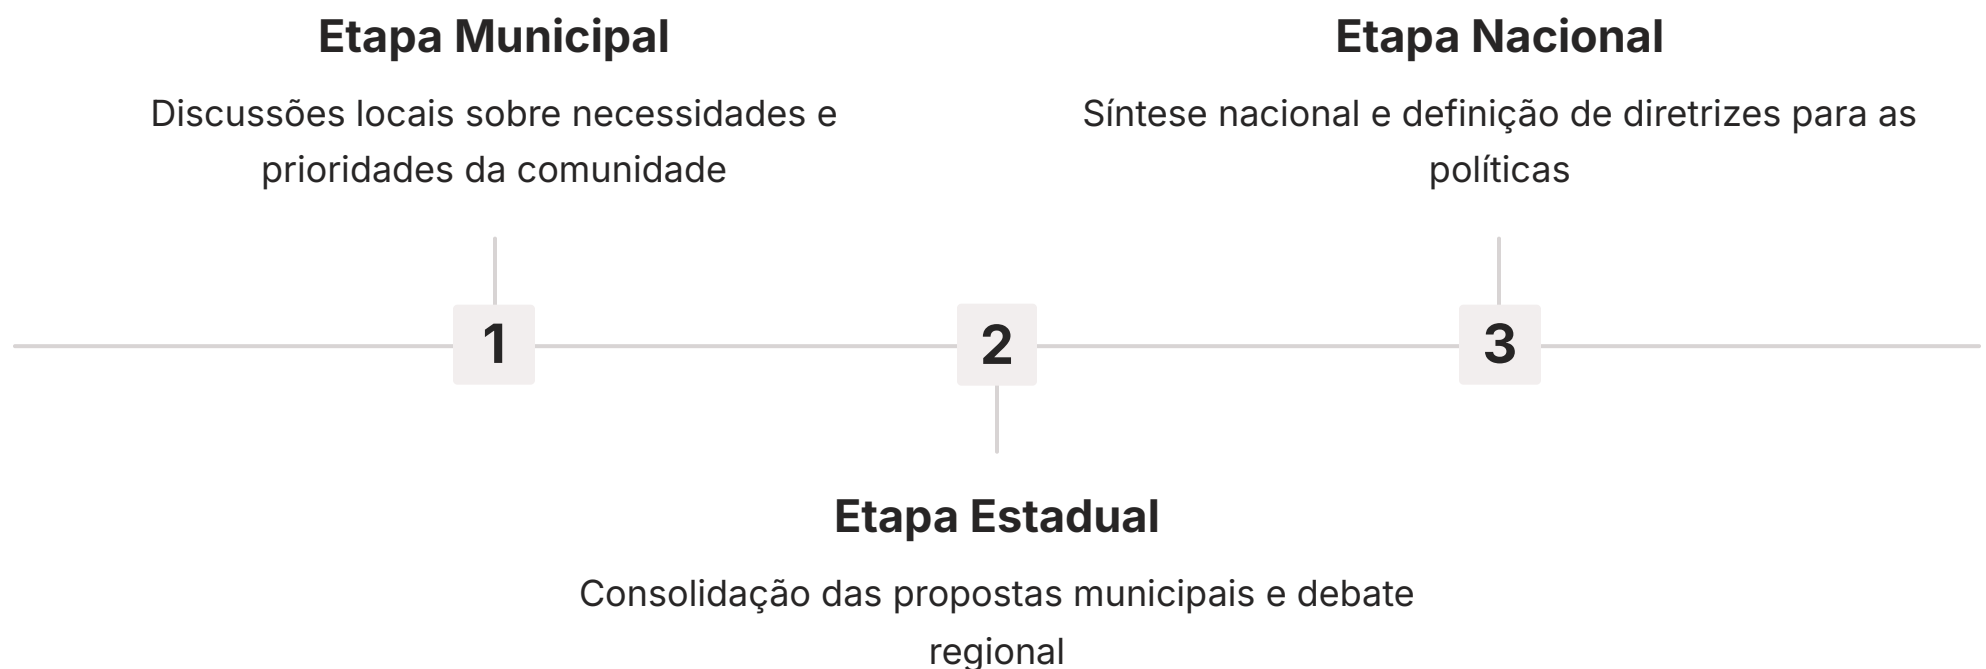 Etapa Municipal
Discussões locais sobre necessidades e
prioridades da comunidade
Etapa Nacional
Síntese nacional e definição de diretrizes para as
políticas
1
2
3
Etapa Estadual
Consolidação das propostas municipais e debate
regional